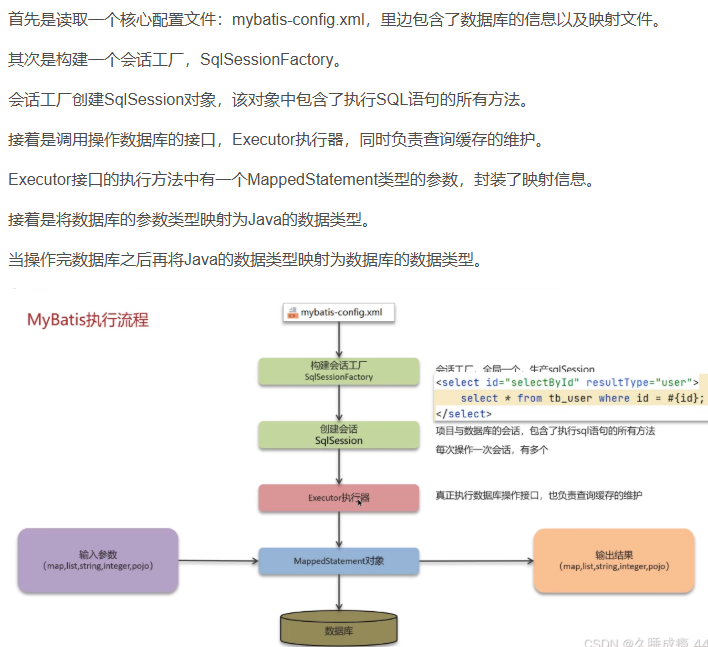 首先是读取一个核心配置文件：mybatis-config.xml，里边包含了数据库的信息以及映射文件。
其次是构建一个会话工厂，SqlSessionFactory。
会话工厂创建SqlSession对象，该对象中包含了执行SQL语句的所有方法。
接着是调用操作数据库的接口，Executor执行器，同时负责查询缓存的维护。
Executor接口的执行方法中有一个MappedStatement类型的参数，封装了映射信息。
接着是将数据库的参数类型映射为Java的数据类型。
当操作完数据库之后再将Java的数据类型映射为数据库的数据类型。
MyBatis执行流程
mybatis-config.xml
构建会话工厂
SqlSessionFactory
会话工厂，全局一个，生产sqlSession
<select id="selectById" resultType="user">
select * from tb_user where id = #{id};
</select>
创建会话
SqlSession
项目与数据库的会话，包含了执行sql语句的所有方法
每次操作一次会话，有多个
Executor执行器
真正执行数据库操作接口，也负责查询缓存的维护
输入参数
（map,list,string,integer,pojo）
MappedStatement对象
输出结果
（map,list,string,integer,pojo）
数据库
CSDN @久睡成瘾_44